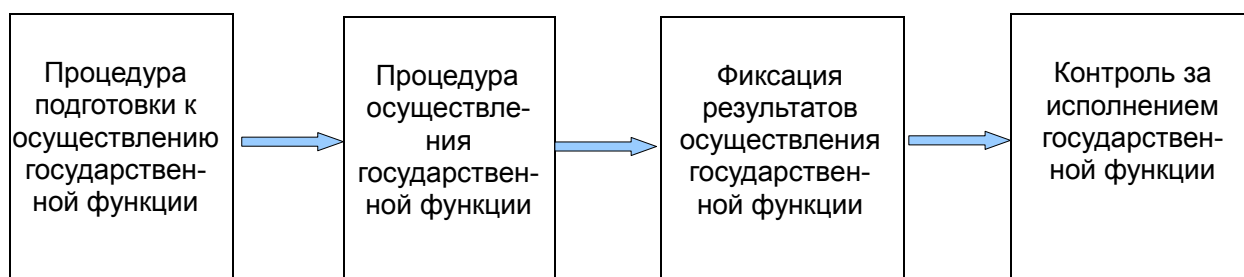 Процедура
подготовки к
осуществлению
государствен-
ной функции
Процедура
осуществле-
ния
государствен-
ной функции
Фиксация
результатов
осуществления
государствен-
ной функции
Контроль за
исполнением
государствен-
ной функции